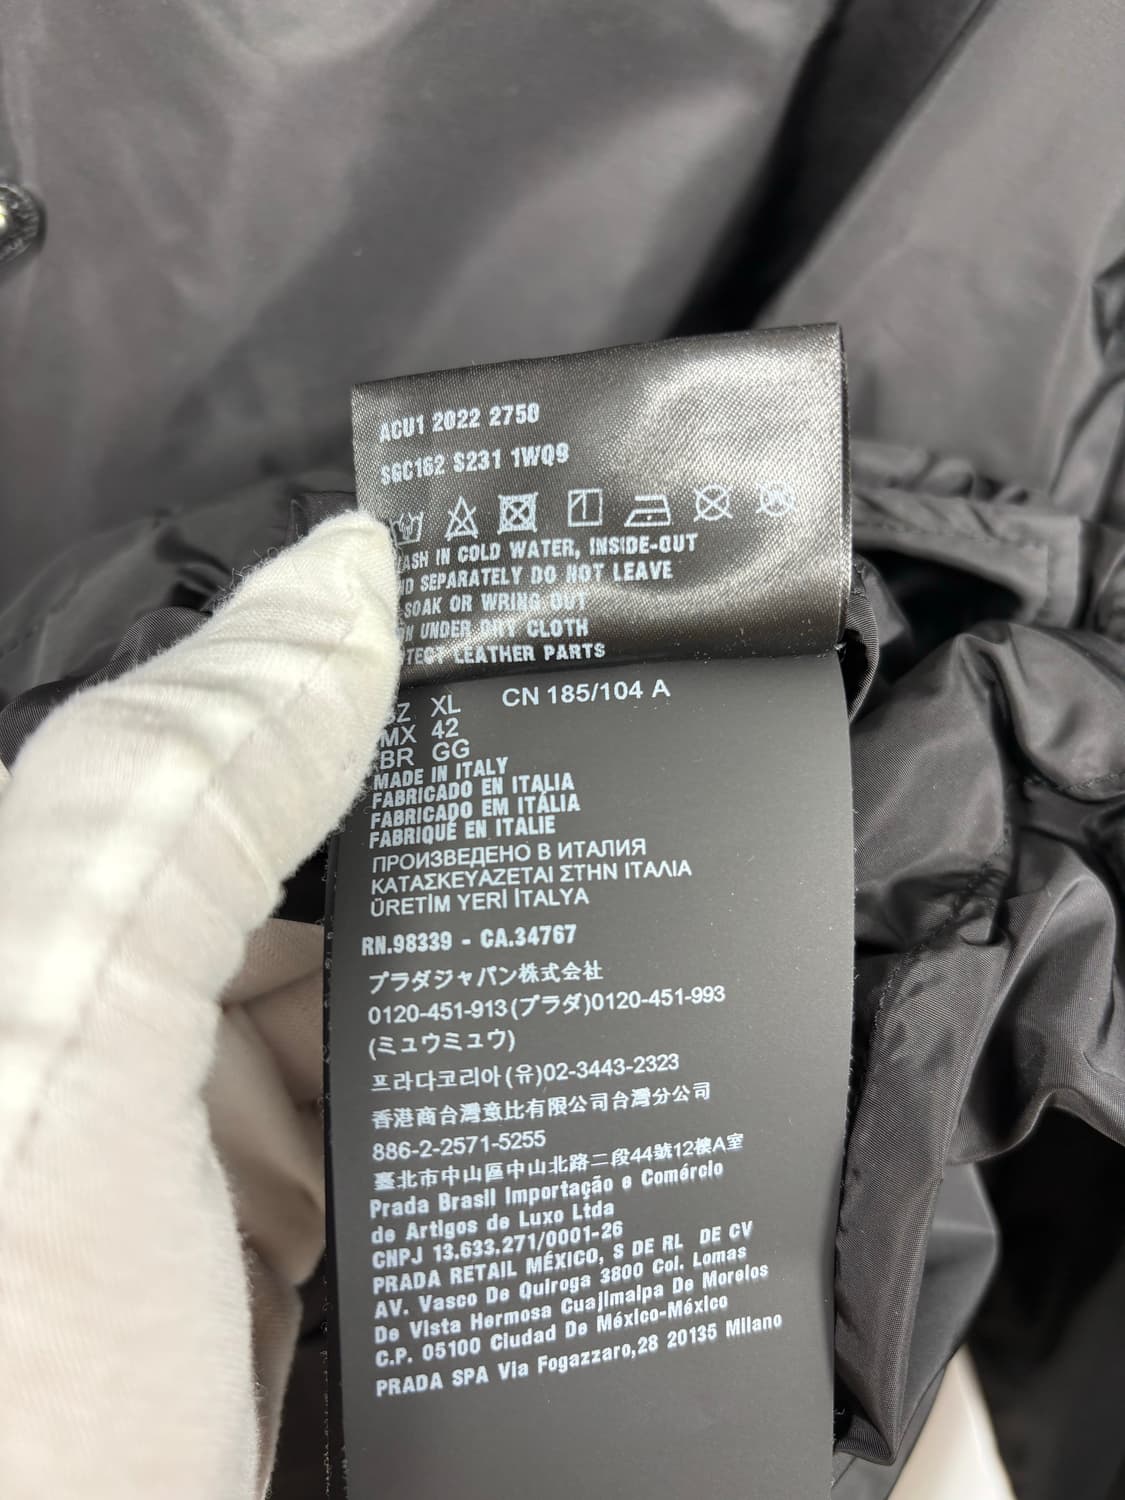 ACU1 2022 2750
SGC162 S231 1WQ9
IN COLD WATER, INSIDE-OUT
SEPARATELY DO NOT LEAVE
SOAK OR WRING OUT
UNDER DRY CLOTH
LEATHER PARTS
XL CN 185/104 A
MX 42
BR GG
MADE IN ITALY
FABRICADO EN ITALIA
FABRICADO EM ITÁLIA
FABRIQUÉ EN ITALIE
ПРОИЗВЕДЕНО В ИТАЛИЯ
ΚΑΤΑΣΚΕΥΑΖΕΤΑΙ ΣΤΗΝ ΙΤΑΛΙΑ
ÜRETİM YERİ İTALYA
RN.98339 - CA.34767
プラダジャパン株式会社
0120-451-913(プラダ)0120-451-993
(ミュウミュウ)
프라다코리아(유)02-3443-2323
香港商台灣意比有限公司台灣分公司
886-2-2571-5255
臺北市中山區中山北路二段44號12樓A室
Prada Brasil Importação e Comércio
de Artigos de Luxo Ltda
CNPJ 13.633.271/0001-26
PRADA RETAIL MÉXICO, S DE RL DE CV
AV. Vasco De Quiroga 3800 Col. Lomas
De Vista Hermosa Cuajimalpa De Morelos
C.P. 05100 Ciudad De México-México
PRADA SPA Via Fogazzaro,28 20135 Milano